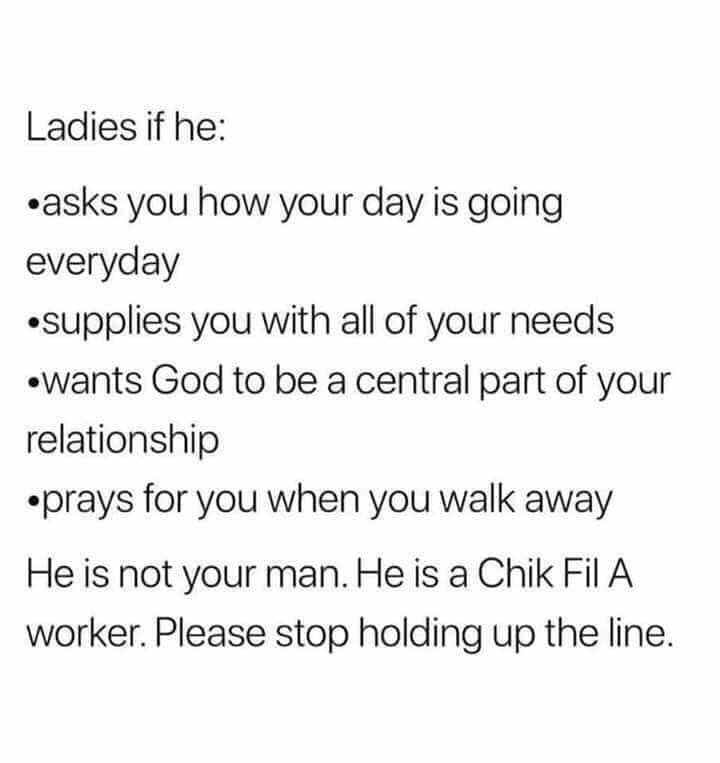 Ladies if he:
•asks you how your day is going
everyday
•supplies you with all of your needs
•wants God to be a central part of your
relationship
•prays for you when you walk away
He is not your man. He is a Chik Fil A
worker. Please stop holding up the line.